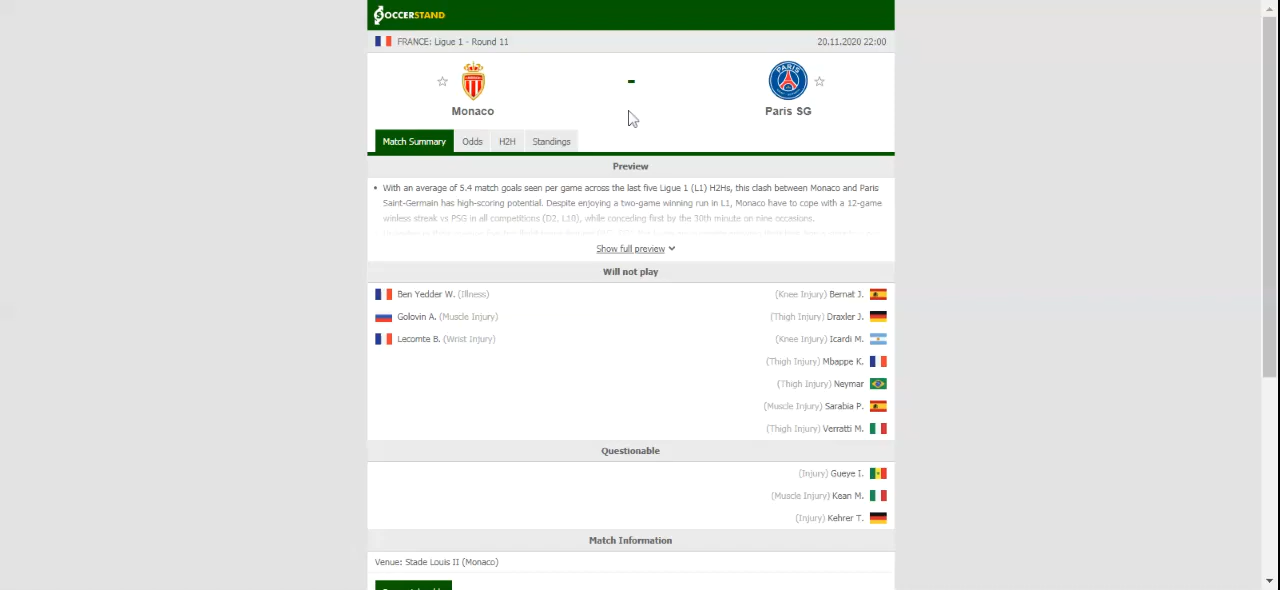 SOCCERSTAND
FRANCE: Ligue 1 - Round 11 20.11.2020 22:00
PARIS
Monaco - Paris SG
Match Summary Odds H2H Standings
Preview
• With an average of 5.4 match goals seen per game across the last five Ligue 1 (L1) H2Hs, this clash between Monaco and Paris
Saint-Germain has high-scoring potential. Despite enjoying a two-game winning run in L1, Monaco have to cope with a 12-game
winless streak vs PSG in all competitions (D2, L10), while conceding first by the 30th minute on nine occasions.
Show full preview
Will not play
Ben Yedder W. (Illness) (Knee Injury) Bernat J.
Golovin A. (Muscle Injury) (Thigh Injury) Draxler J.
Lecomte B. (Wrist Injury) (Knee Injury) Icardi M.
(Thigh Injury) Mbappe K.
(Thigh Injury) Neymar
(Muscle Injury) Sarabia P.
(Thigh Injury) Verratti M.
Questionable
(Injury) Gueye I.
(Muscle Injury) Kean M.
(Injury) Kehrer T.
Match Information
Venue: Stade Louis II (Monaco)